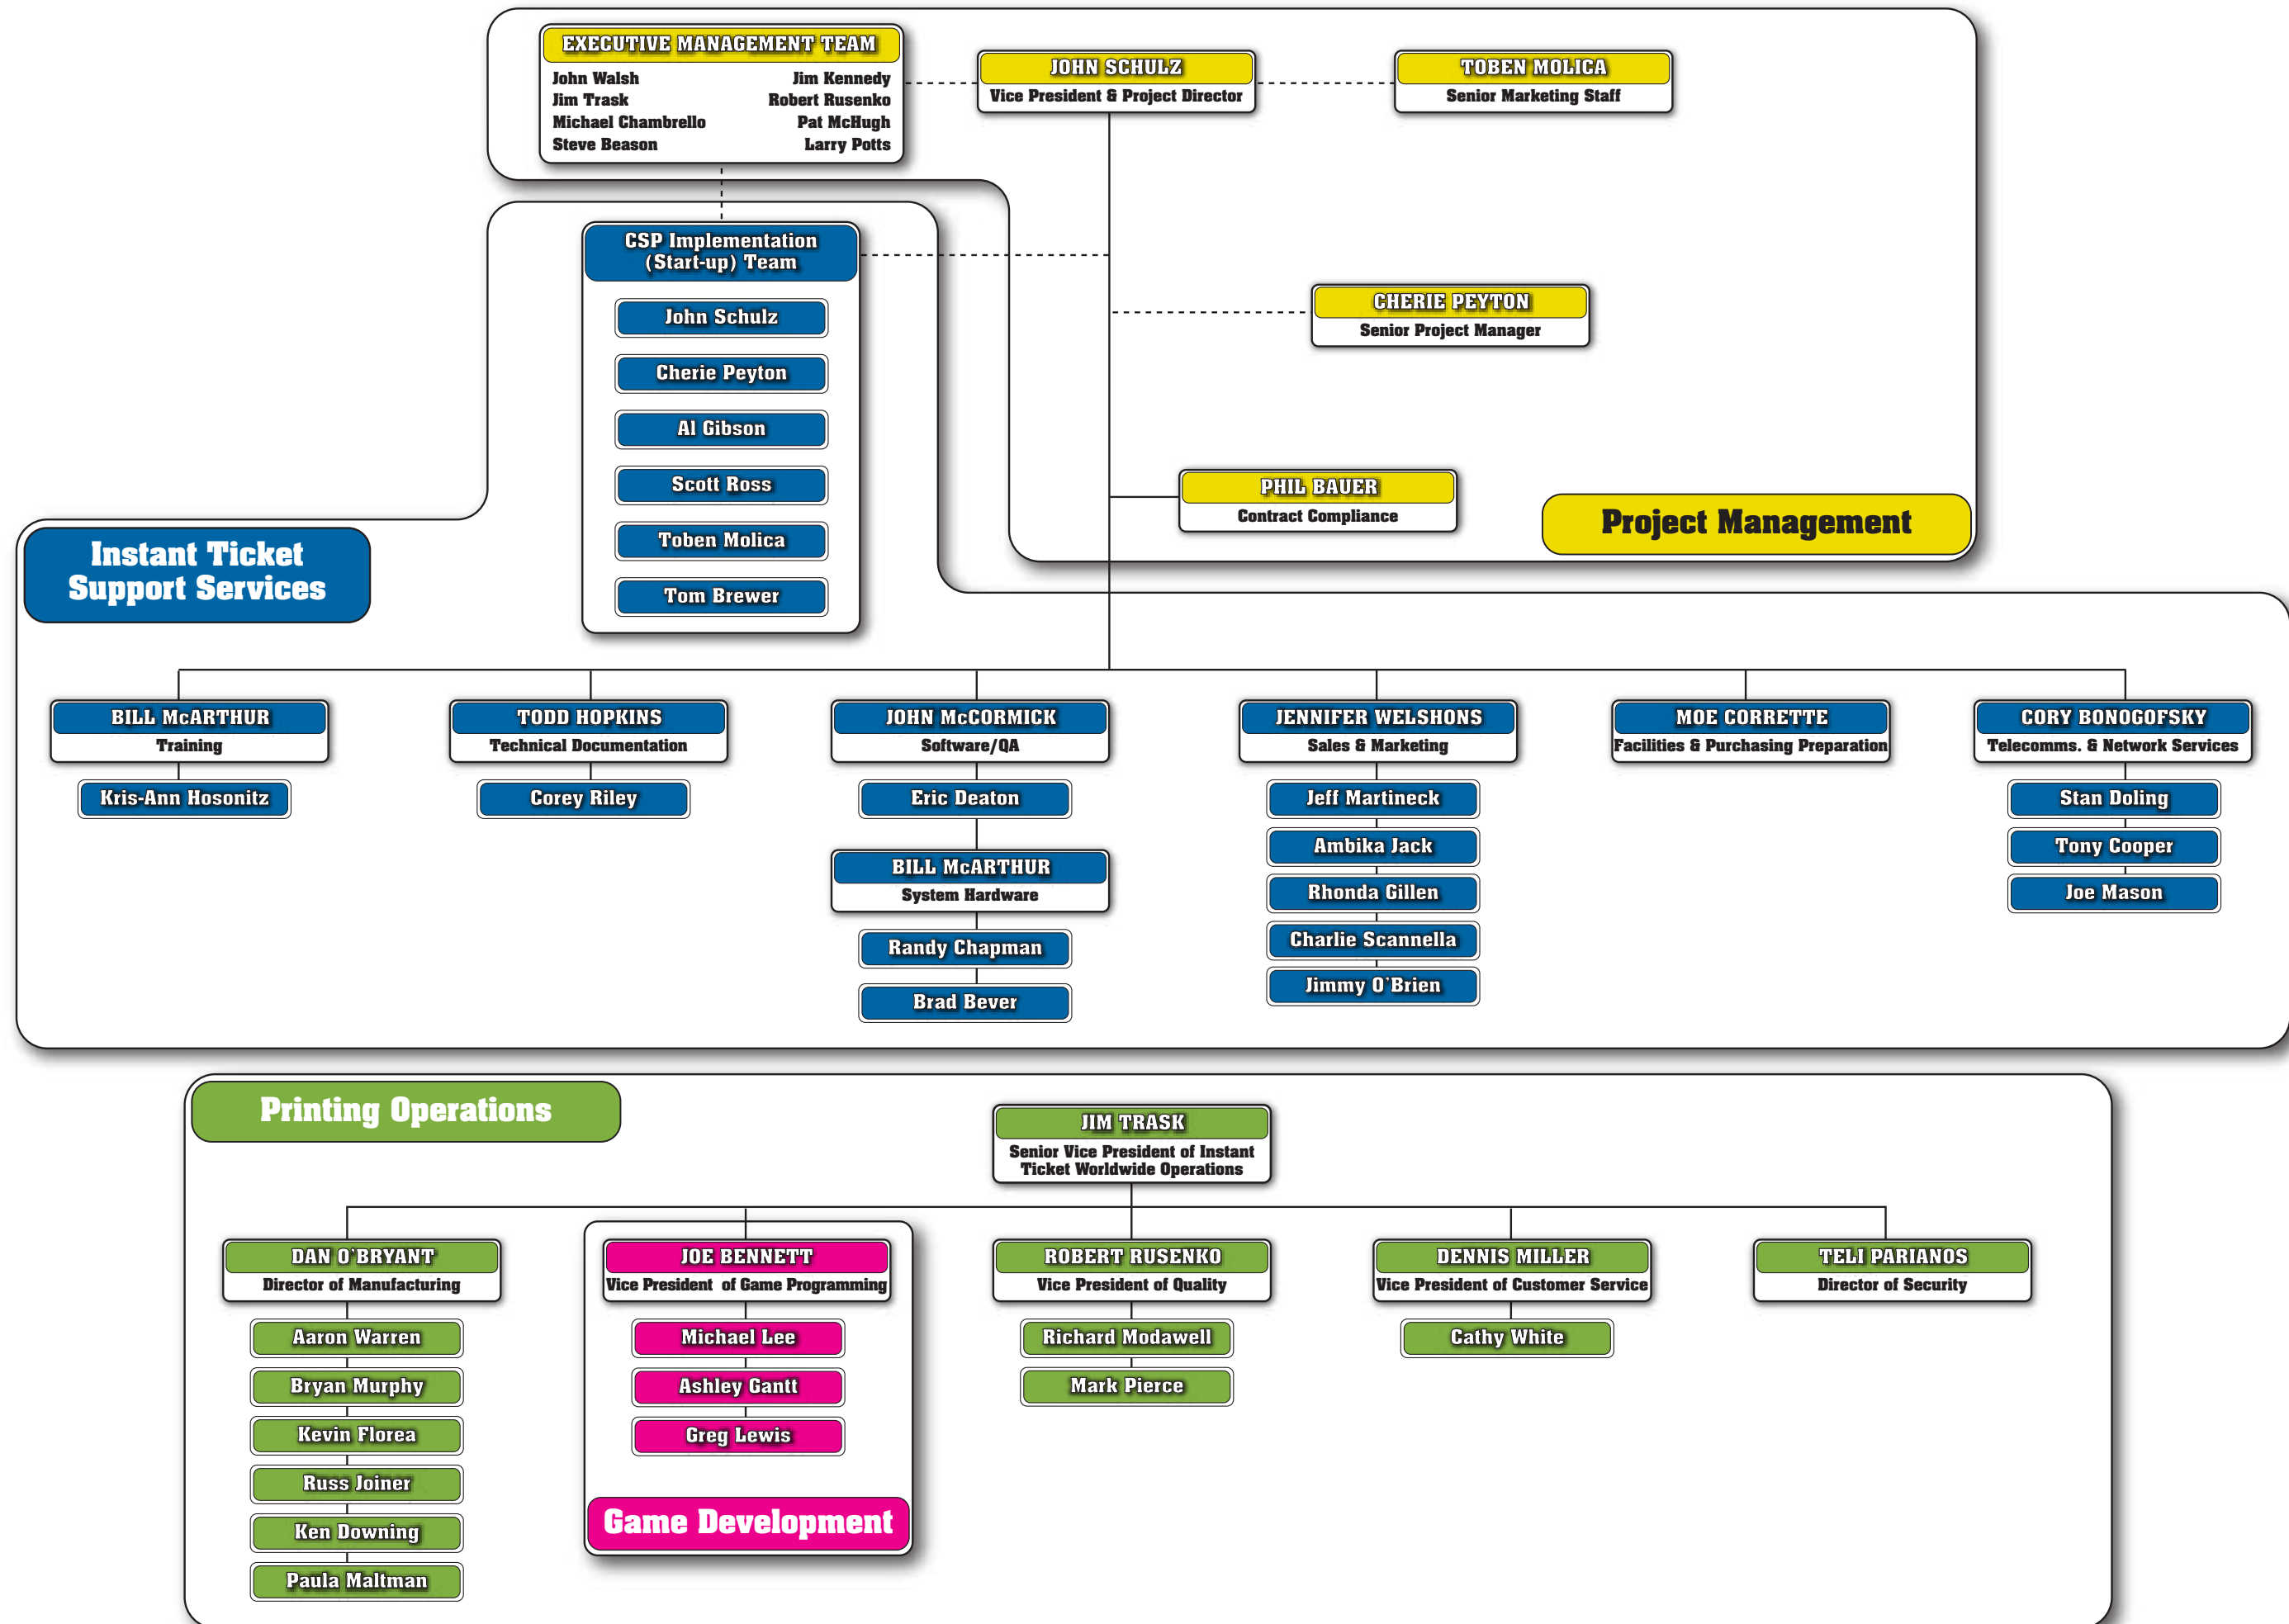 EXECUTIVE MANAGEMENT TEAM
John Walsh Jim Kennedy
Jim Trask Robert Rusenko
Michael Chambrello Pat McHugh
Steve Beason Larry Potts
JOHN SCHULZ
Vice President & Project Director
TOBEN MOLICA
Senior Marketing Staff
CSP Implementation
(Start-up) Team
John Schulz
Cherie Peyton
Al Gibson
Scott Ross
Toben Molica
Tom Brewer
CHERIE PEYTON
Senior Project Manager
PHIL BAUER
Contract Compliance
Project Management
Instant Ticket
Support Services
BILL McARTHUR
Training
Kris-Ann Hosonitz
TODD HOPKINS
Technical Documentation
Corey Riley
JOHN McCORMICK
Software/QA
Eric Deaton
BILL McARTHUR
System Hardware
Randy Chapman
Brad Bever
JENNIFER WELSHONS
Sales & Marketing
Jeff Martineck
Ambika Jack
Rhonda Gillen
Charlie Scannella
Jimmy O'Brien
MOE CORRETTE
Facilities & Purchasing Preparation
CORY BONOGOFSKY
Telecomms. & Network Services
Stan Doling
Tony Cooper
Joe Mason
Printing Operations
JIM TRASK
Senior Vice President of Instant
Ticket Worldwide Operations
DAN O'BRYANT
Director of Manufacturing
Aaron Warren
Bryan Murphy
Kevin Florea
Russ Joiner
Ken Downing
Paula Maltman
JOE BENNETT
Vice President of Game Programming
Michael Lee
Ashley Gantt
Greg Lewis
Game Development
ROBERT RUSENKO
Vice President of Quality
Richard Modawell
Mark Pierce
DENNIS MILLER
Vice President of Customer Service
Cathy White
TELI PARIANOS
Director of Security